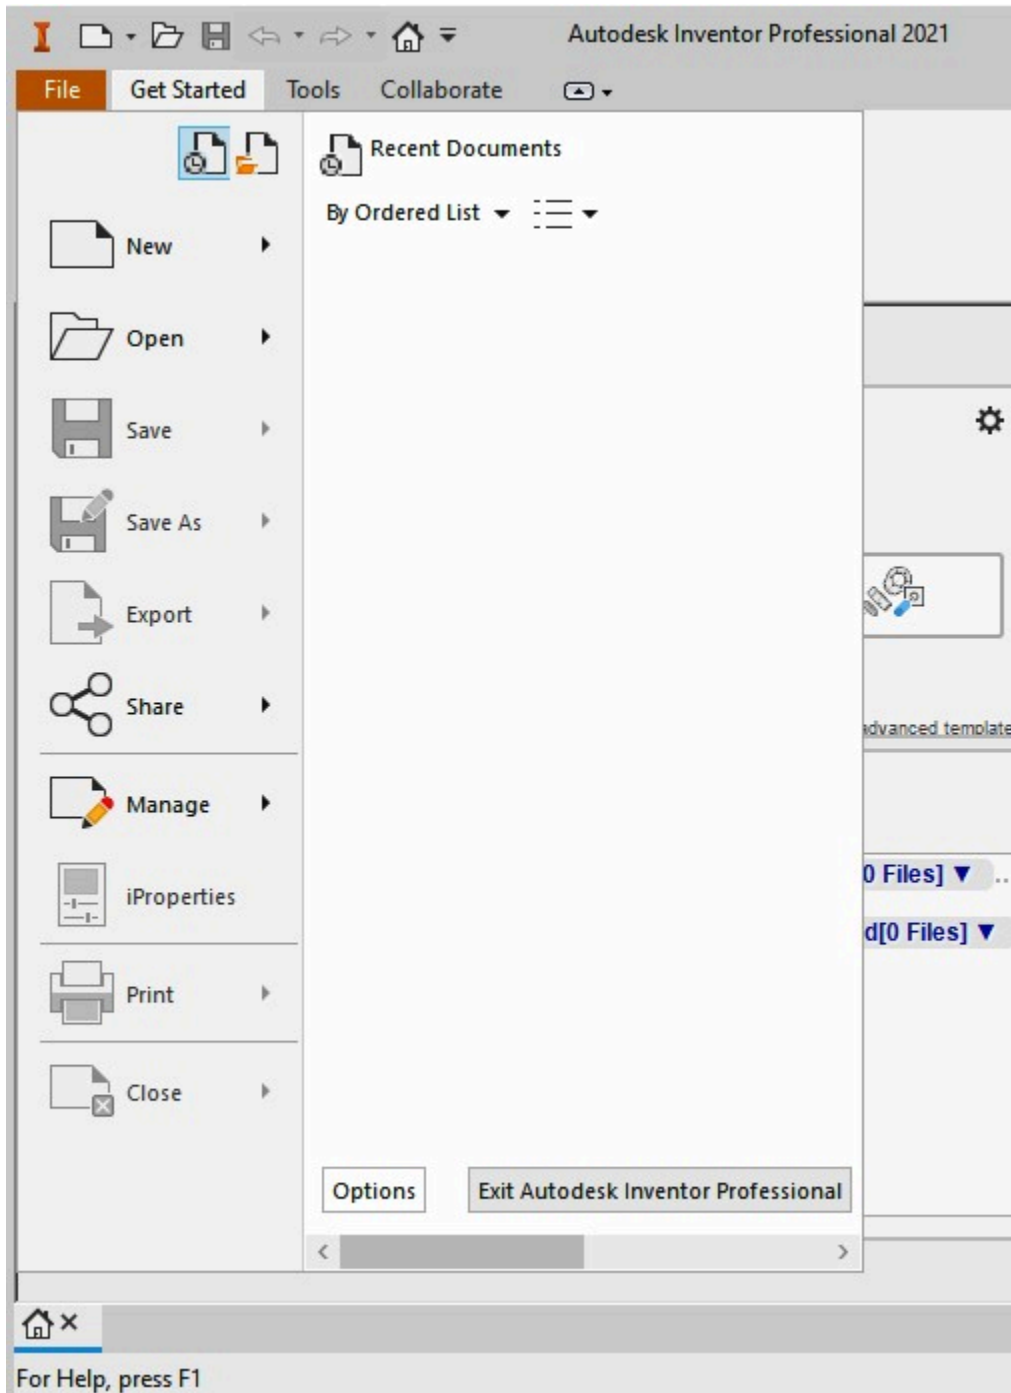 Autodesk Inventor Professional 2021
File Get Started Tools Collaborate
Recent Documents
By Ordered List
New
Open
Save
Save As
Export
Share
Manage
iProperties
Print
Close
Options Exit Autodesk Inventor Professional
advanced template
0 Files] ▼ ..
d[0 Files] ▼
For Help, press F1